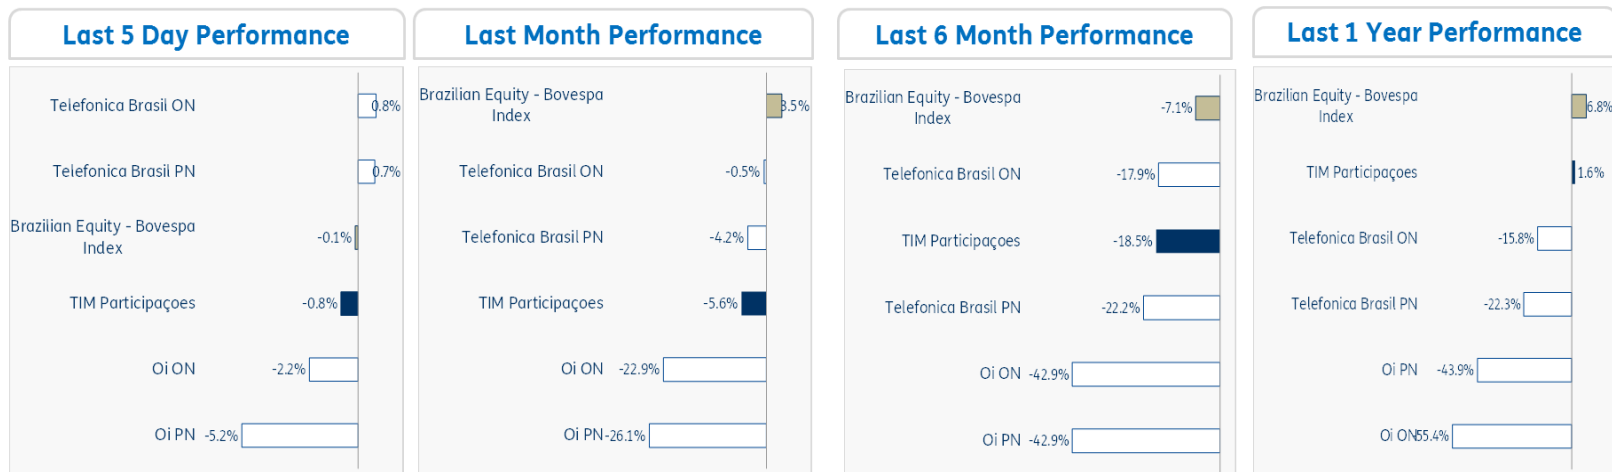 Last 5 Day Performance
Telefonica Brasil ON 0.8%
Telefonica Brasil PN 0.7%
Brazilian Equity - Bovespa
Index
-0.1%
TIM Participaçoes -0.8%
Oi ON -2.2%
Oi PN -5.2%
Last Month Performance
Brazilian Equity - Bovespa
Index
3.5%
Telefonica Brasil ON -0.5%
Telefonica Brasil PN -4.2%
TIM Participaçoes -5.6%
Oi ON -22.9%
Oi PN -26.1%
Last 6 Month Performance
Brazilian Equity - Bovespa
Index
-7.1%
Telefonica Brasil ON -17.9%
TIM Participaçoes -18.5%
Telefonica Brasil PN -22.2%
Oi ON -42.9%
Oi PN -42.9%
Last 1 Year Performance
Brazilian Equity - Bovespa
Index
6.8%
TIM Participaçoes 1.6%
Telefonica Brasil ON -15.8%
Telefonica Brasil PN -22.3%
Oi PN -43.9%
Oi ON 55.4%